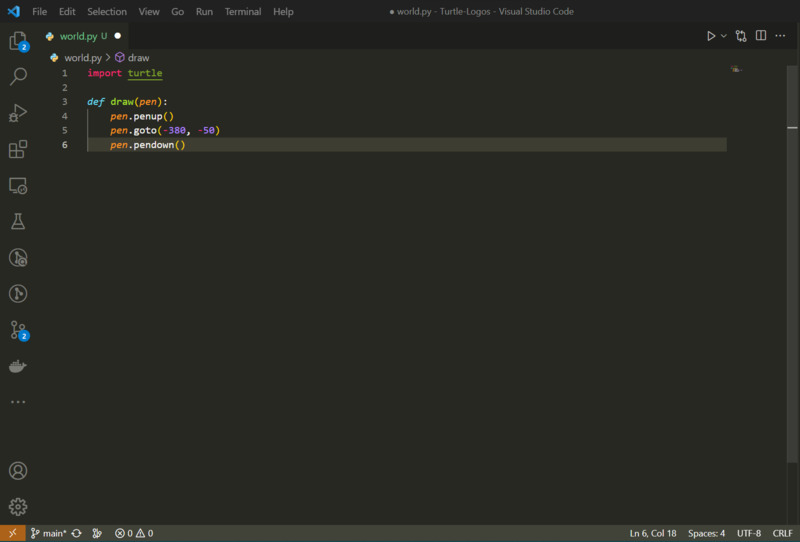 File Edit Selection View Go Run Terminal Help ● world.py - Turtle-Logos - Visual Studio Code
world.py U ●
world.py > draw
1 import turtle
2
3 def draw(pen):
4 pen.penup()
5 pen.goto(-380, -50)
6 pen.pendown()
2
2
main* 0 0 Ln 6, Col 18 Spaces: 4 UTF-8 CRLF